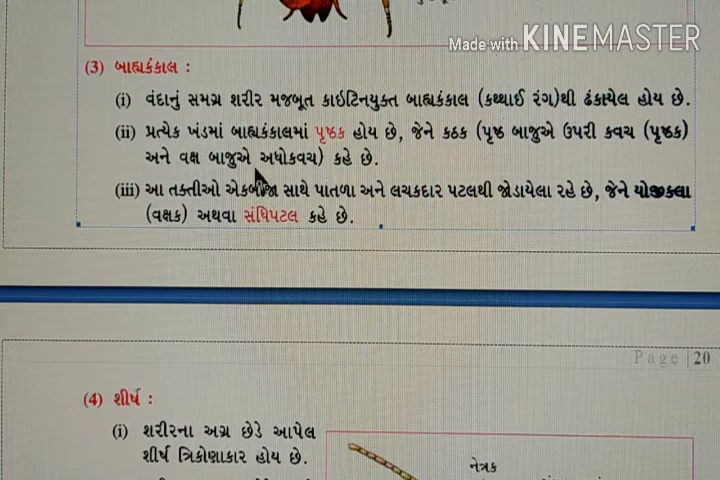 Made with KINEMASTER
(3) બાહ્યકંકાલ :
(i) વંદાનું સમગ્ર શરીર મજબૂત કાઇટિનયુક્ત બાહ્યકંકાલ (કથ્થાઈ રંગ)થી ઢંકાયેલ હોય છે.
(ii) પ્રત્યેક ખંડમાં બાહ્યકંકાલમાં પૃષ્ઠક હોય છે, જેને કઠક (પૃષ્ઠ બાજુએ ઉપરી કવચ (પૃષ્ઠક)
અને વક્ષ બાજુએ અધોકવચ) કહે છે.
(iii) આ તક્તીઓ એકબીજા સાથે પાતળા અને લચકદાર પટલથી જોડાયેલા રહે છે, જેને
(વક્ષક) અથવા સંધિપટલ કહે છે.
Page | 20
(4) શીર્ષ :
(i) શરીરના અગ્ર છેડે આપેલ
શીર્ષ ત્રિકોણાકાર હોય છે.
નેત્રક